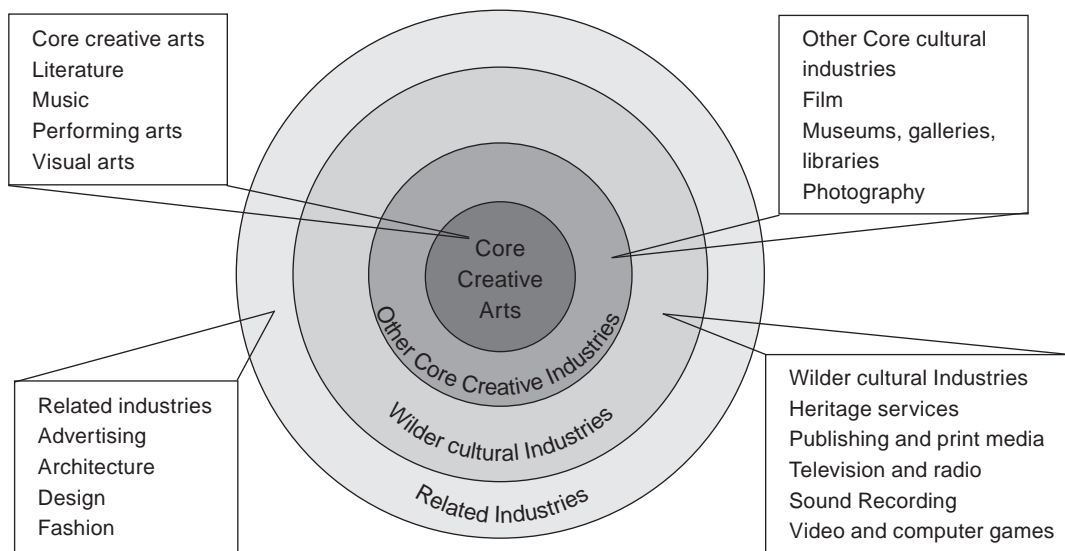 Core creative arts
Literature
Music
Performing arts
Visual arts
Other Core cultural
industries
Film
Museums, galleries,
libraries
Photography
Core
Creative
Arts
Other Core Creative Industries
Wilder cultural Industries
Related Industries
Related industries
Advertising
Architecture
Design
Fashion
Wilder cultural Industries
Heritage services
Publishing and print media
Television and radio
Sound Recording
Video and computer games